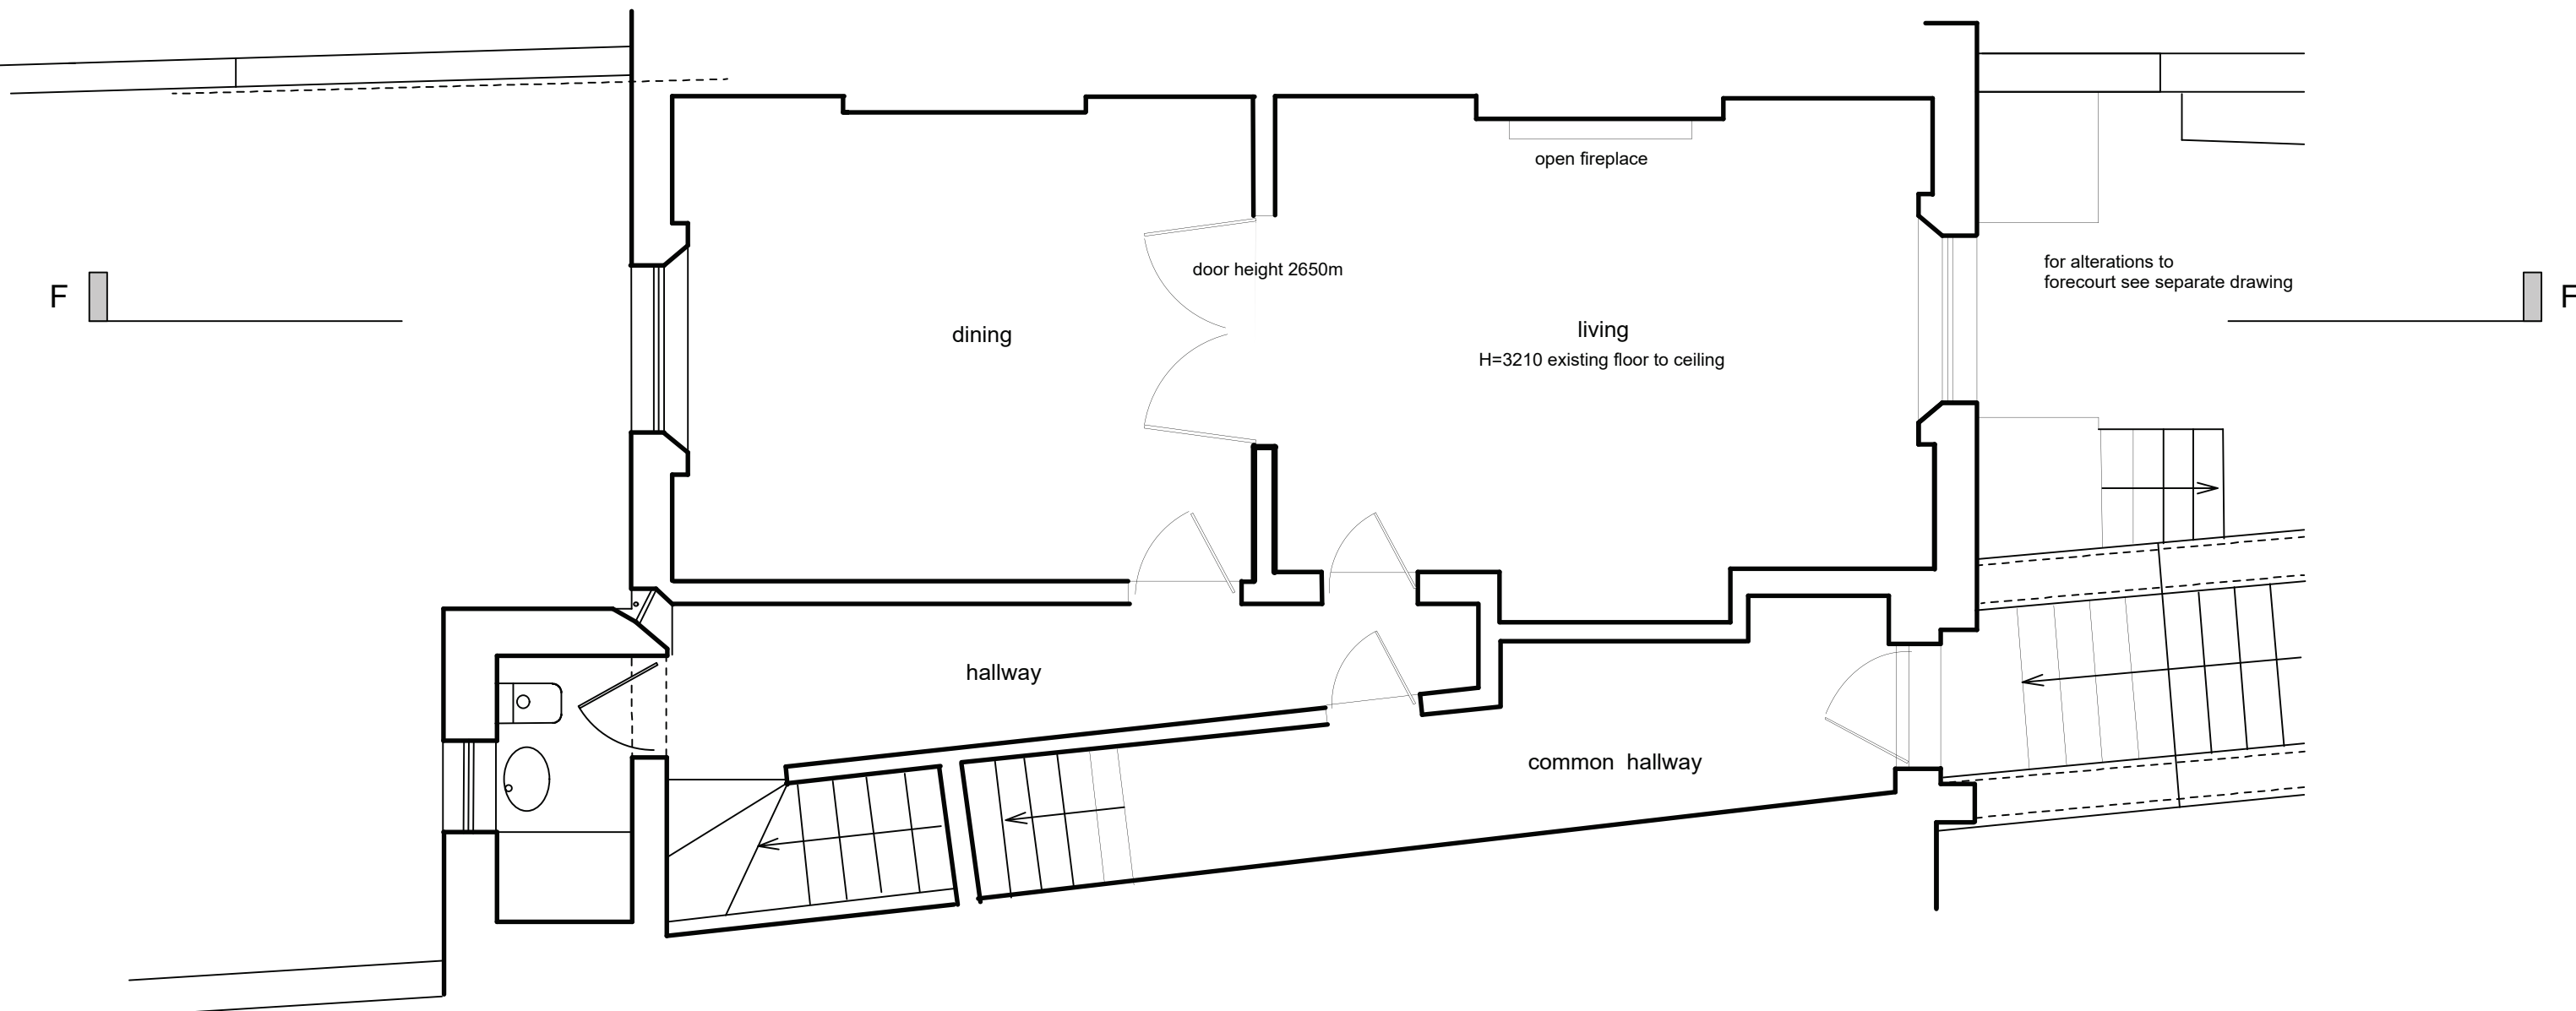 open fireplace
for alterations to
forecourt see separate drawing
door height 2650m
F
F
dining
living
H=3210 existing floor to ceiling
hallway
common hallway